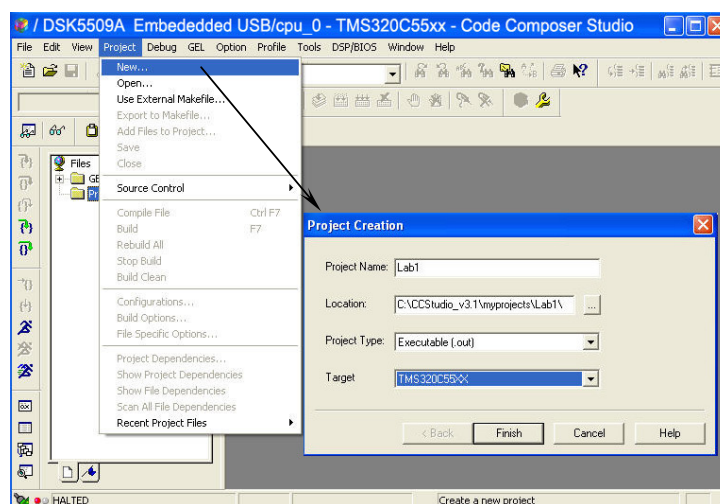 / DSK5509A Embededded USB/cpu_0 - TMS320C55xx - Code Composer Studio
File Edit View Project Debug GEL Option Profile Tools DSP/BIOS Window Help
New...
Open...
Use External Makefile...
Export to Makefile...
Add Files to Project...
Save
Close
Source Control
Compile File Ctrl F7
Build F7
Rebuild All
Stop Build
Build Clean
Configurations...
Build Options...
File Specific Options...
Project Dependencies...
Show Project Dependencies
Show File Dependencies
Scan All File Dependencies
Recent Project Files
Files
GE
Pr
Project Creation
Project Name: Lab1
Location: C:\CCStudio_v3.1\myprojects\Lab1\ ...
Project Type: Executable (.out)
Target TMS320C55XX
< Back Finish Cancel Help
HALTED
Create a new project